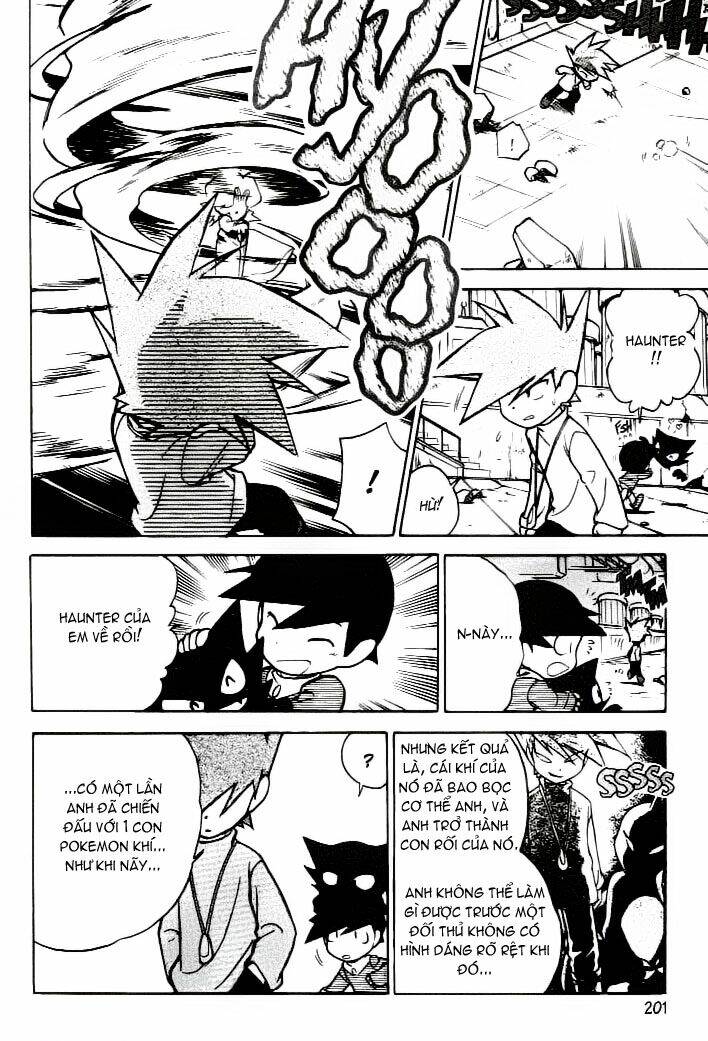 HYOOOOO
SSSSSHHH
!
!
HAUNTER
!!
FSH
HỪ!
HAUNTER CỦA
EM VỀ RỒI!
N-NÀY...
...CÓ MỘT LẦN
ANH ĐÃ CHIẾN
ĐẤU VỚI 1 CON
POKEMON KHÍ...
NHƯ KHI NÃY...
?
NHƯNG KẾT QUẢ
LÀ, CÁI KHÍ CỦA
NÓ ĐÃ BAO BỌC
CƠ THỂ ANH, VÀ
ANH TRỞ THÀNH
CON RỐI CỦA NÓ.
ANH KHÔNG THỂ LÀM
GÌ ĐƯỢC TRƯỚC MỘT
ĐỐI THỦ KHÔNG CÓ
HÌNH DÁNG RÕ RỆT KHI
ĐÓ...
SSSSS
201